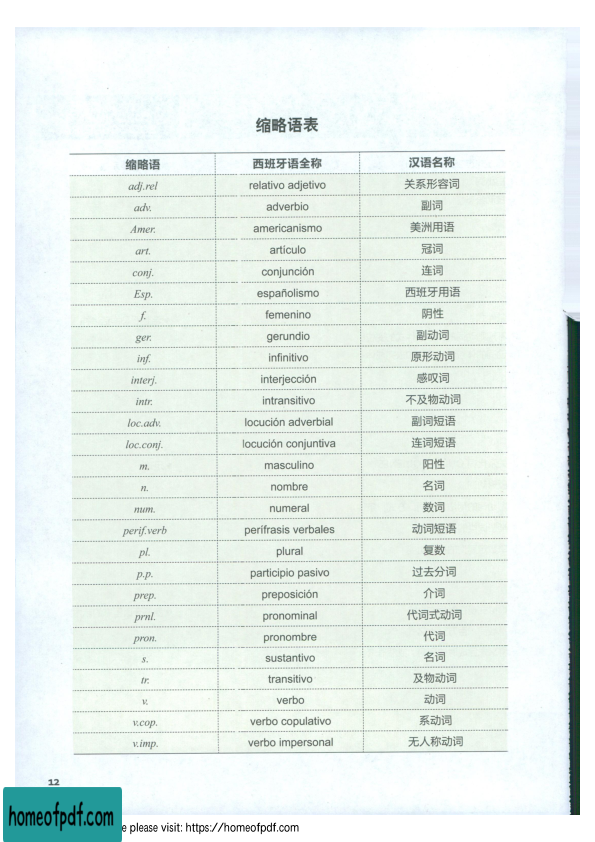 缩略语表
缩略语 西班牙语全称 汉语名称
adj.rel relativo adjetivo 关系形容词
adv. adverbio 副词
Amer. americanismo 美洲用语
art. artículo 冠词
conj. conjunción 连词
Esp. españolismo 西班牙用语
f. femenino 阴性
ger. gerundio 副动词
inf. infinitivo 原形动词
interj. interjección 感叹词
intr. intransitivo 不及物动词
loc.adv. locución adverbial 副词短语
loc.conj. locución conjuntiva 连词短语
m. masculino 阳性
n. nombre 名词
num. numeral 数词
perif.verb perífrasis verbales 动词短语
pl. plural 复数
p.p. participio pasivo 过去分词
prep. preposición 介词
prnl. pronominal 代词式动词
pron. pronombre 代词
s. sustantivo 名词
tr. transitivo 及物动词
v. verbo 动词
v.cop. verbo copulativo 系动词
v.imp. verbo impersonal 无人称动词
12
homeofpdf.com
e please visit: https://homeofpdf.com